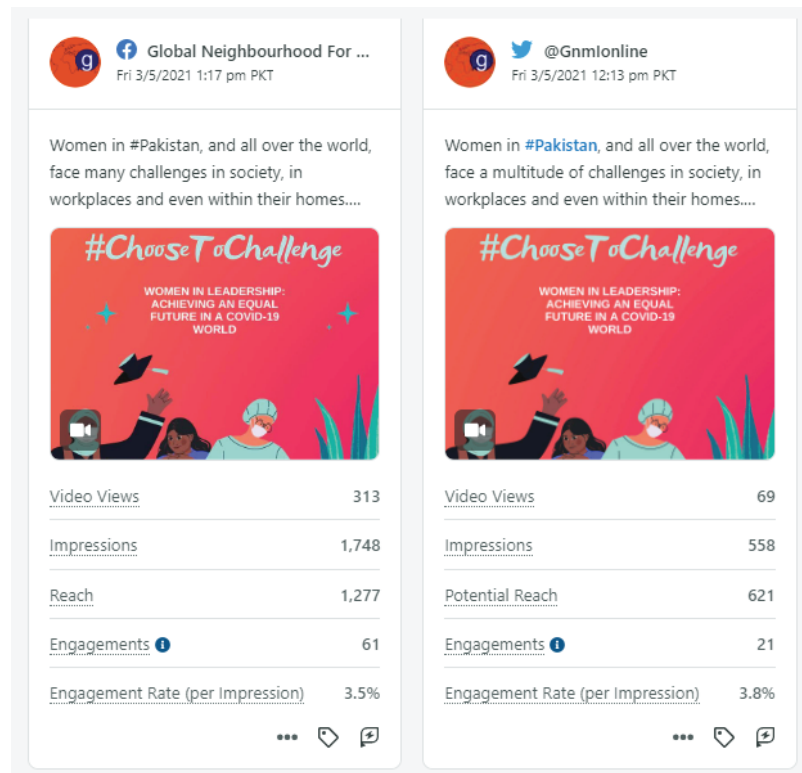 Global Neighbourhood For ...
Fri 3/5/2021 1:17 pm PKT
Women in #Pakistan, and all over the world,
face many challenges in society, in
workplaces and even within their homes....
#ChooseToChallenge
WOMEN IN LEADERSHIP:
ACHIEVING AN EQUAL
FUTURE IN A COVID-19
WORLD
Video Views 313
Impressions 1,748
Reach 1,277
Engagements 61
Engagement Rate (per Impression) 3.5%
@GnmIonline
Fri 3/5/2021 12:13 pm PKT
Women in #Pakistan, and all over the world,
face a multitude of challenges in society, in
workplaces and even within their homes....
#ChooseToChallenge
WOMEN IN LEADERSHIP:
ACHIEVING AN EQUAL
FUTURE IN A COVID-19
WORLD
Video Views 69
Impressions 558
Potential Reach 621
Engagements 21
Engagement Rate (per Impression) 3.8%